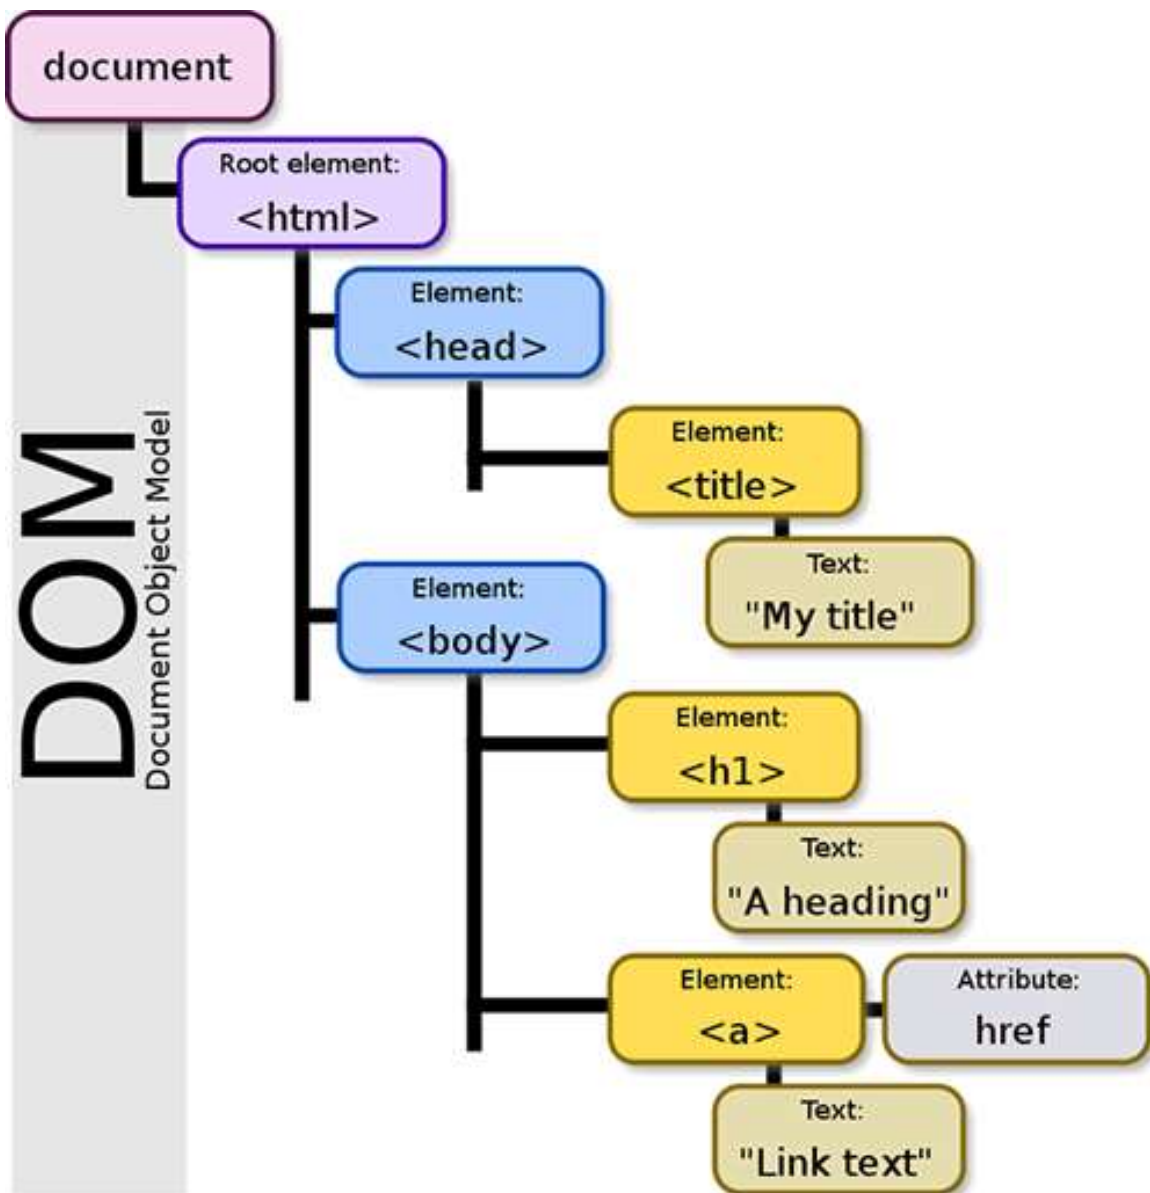 document
Root element:
<html>
Element:
<head>
Element:
<title>
Text:
"My title"
Element:
<body>
Element:
<h1>
Text:
"A heading"
Element:
<a>
Attribute:
href
Text:
"Link text"
DOM
Document Object Model